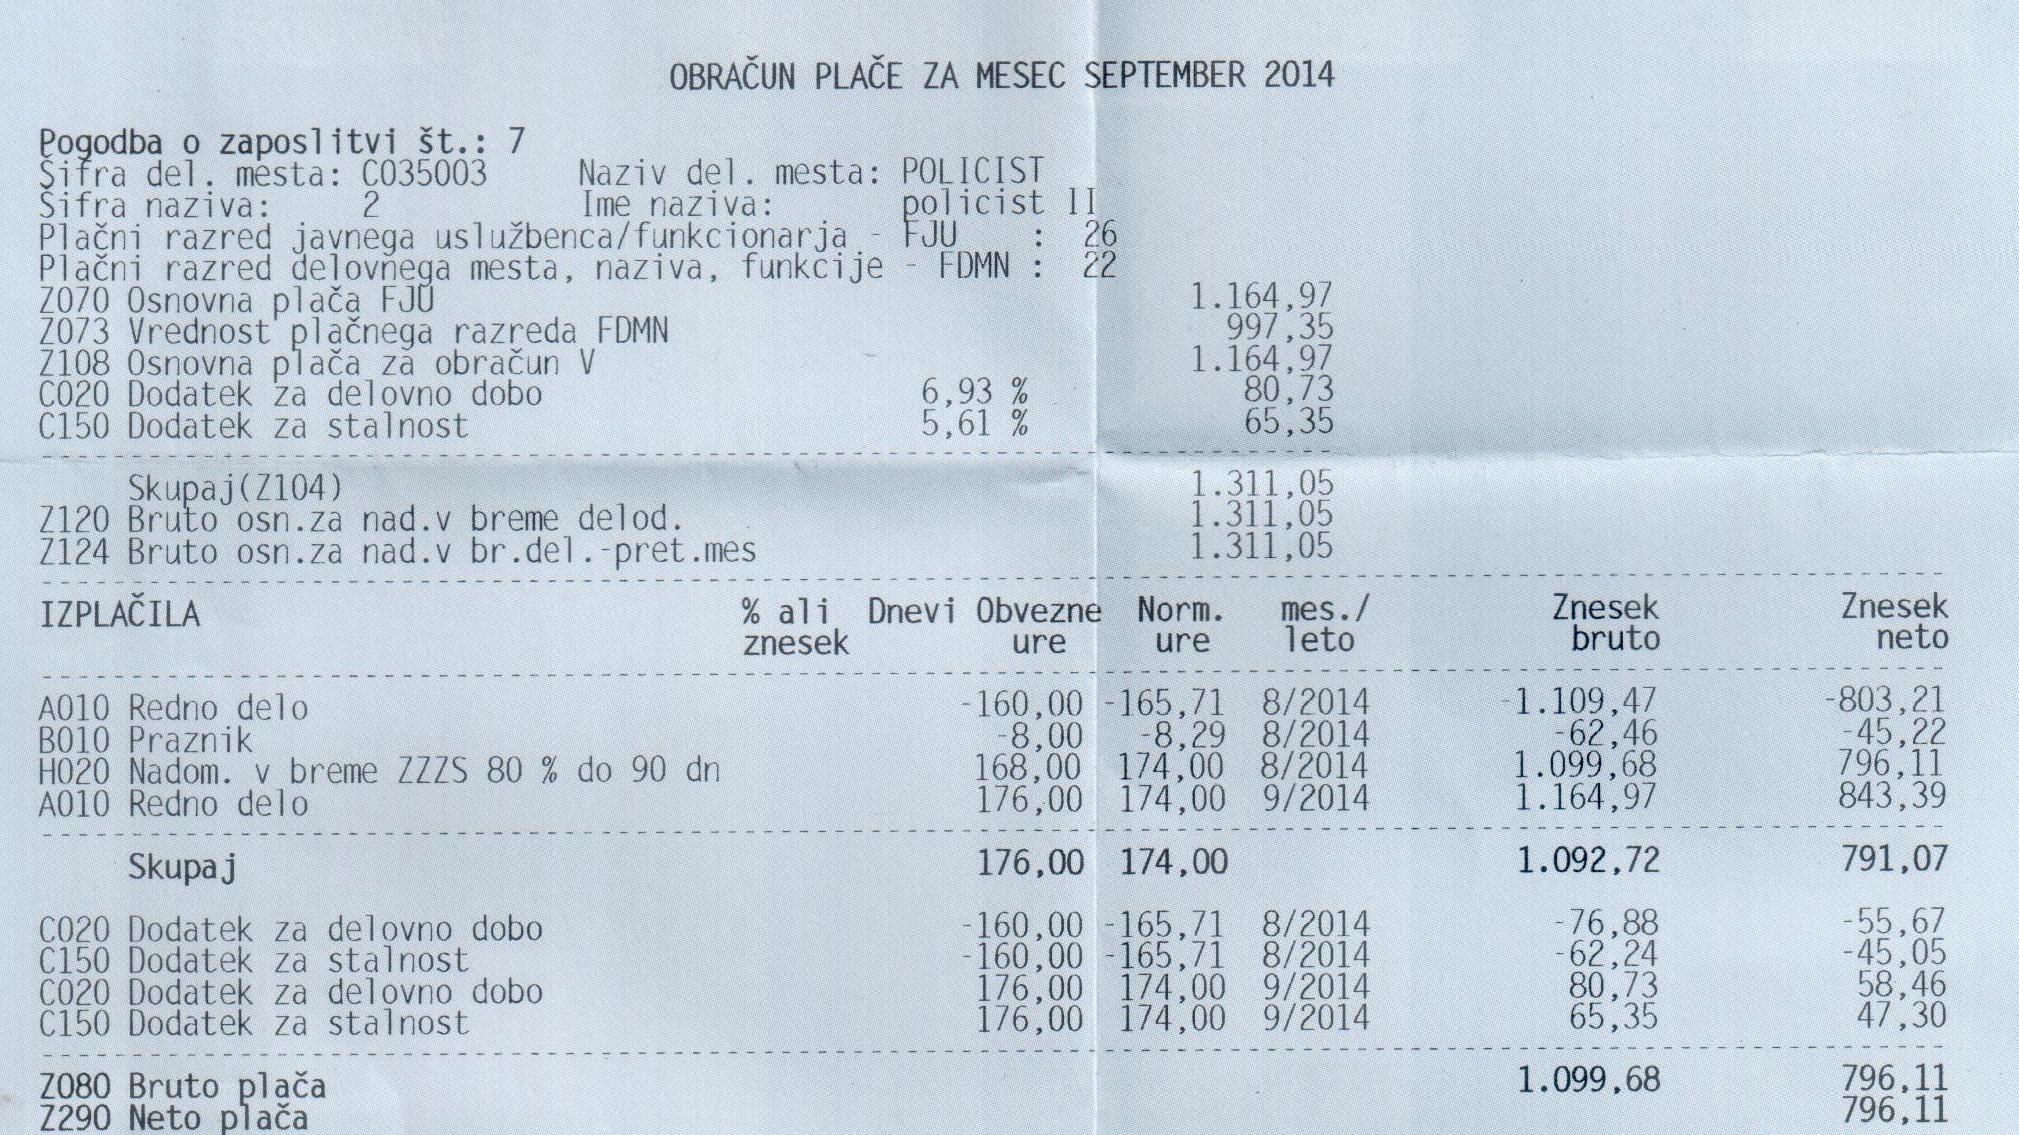 OBRAČUN PLAČE ZA MESEC SEPTEMBER 2014
Pogodba o zaposlitvi št.: 7
Šifra del. mesta: C035003 Naziv del. mesta: POLICIST
Šifra naziva: 2 Ime naziva: policist II
Plačni razred javnega uslužbenca/funkcionarja - FJU : 26
Plačni razred delovnega mesta, naziva, funkcije - FDMN : 22
Z070 Osnovna plača FJU 1.164,97
Z073 Vrednost plačnega razreda FDMN 997,35
Z108 Osnovna plača za obračun V 1.164,97
C020 Dodatek za delovno dobo 6,93 % 80,73
C150 Dodatek za stalnost 5,61 % 65,35
Skupaj(Z104) 1.311,05
Z120 Bruto osn.za nad.v breme delod. 1.311,05
Z124 Bruto osn.za nad.v br.del.-pret.mes 1.311,05
IZPLAČILA % ali Dnevi Obvezne Norm. mes./ Znesek Znesek
znesek ure ure leto bruto neto
A010 Redno delo -160,00 -165,71 8/2014 -1.109,47 -803,21
B010 Praznik -8,00 -8,29 8/2014 -62,46 -45,22
H020 Nadom. v breme ZZZS 80 % do 90 dn 168,00 174,00 8/2014 1.099,68 796,11
A010 Redno delo 176,00 174,00 9/2014 1.164,97 843,39
Skupaj 176,00 174,00 1.092,72 791,07
C020 Dodatek za delovno dobo -160,00 -165,71 8/2014 -76,88 -55,67
C150 Dodatek za stalnost -160,00 -165,71 8/2014 -62,24 -45,05
C020 Dodatek za delovno dobo 176,00 174,00 9/2014 80,73 58,46
C150 Dodatek za stalnost 176,00 174,00 9/2014 65,35 47,30
Z080 Bruto plača 1.099,68 796,11
Z290 Neto plača 796,11